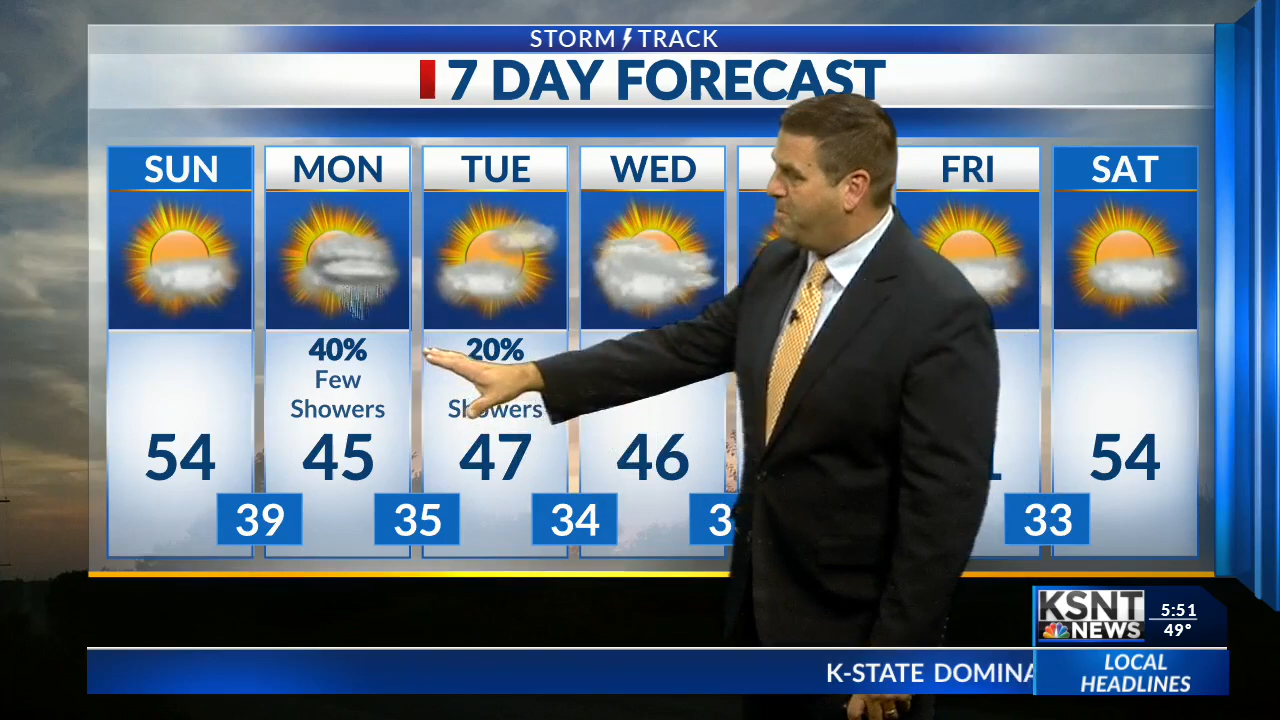 STORM TRACK
7 DAY FORECAST
SUN MON TUE WED FRI SAT
40% 20%
Few
Showers Showers
54 45 47 46 54
39 35 34 33
KSNT
NEWS
5:51
49°
K-STATE DOMINA
LOCAL
HEADLINES